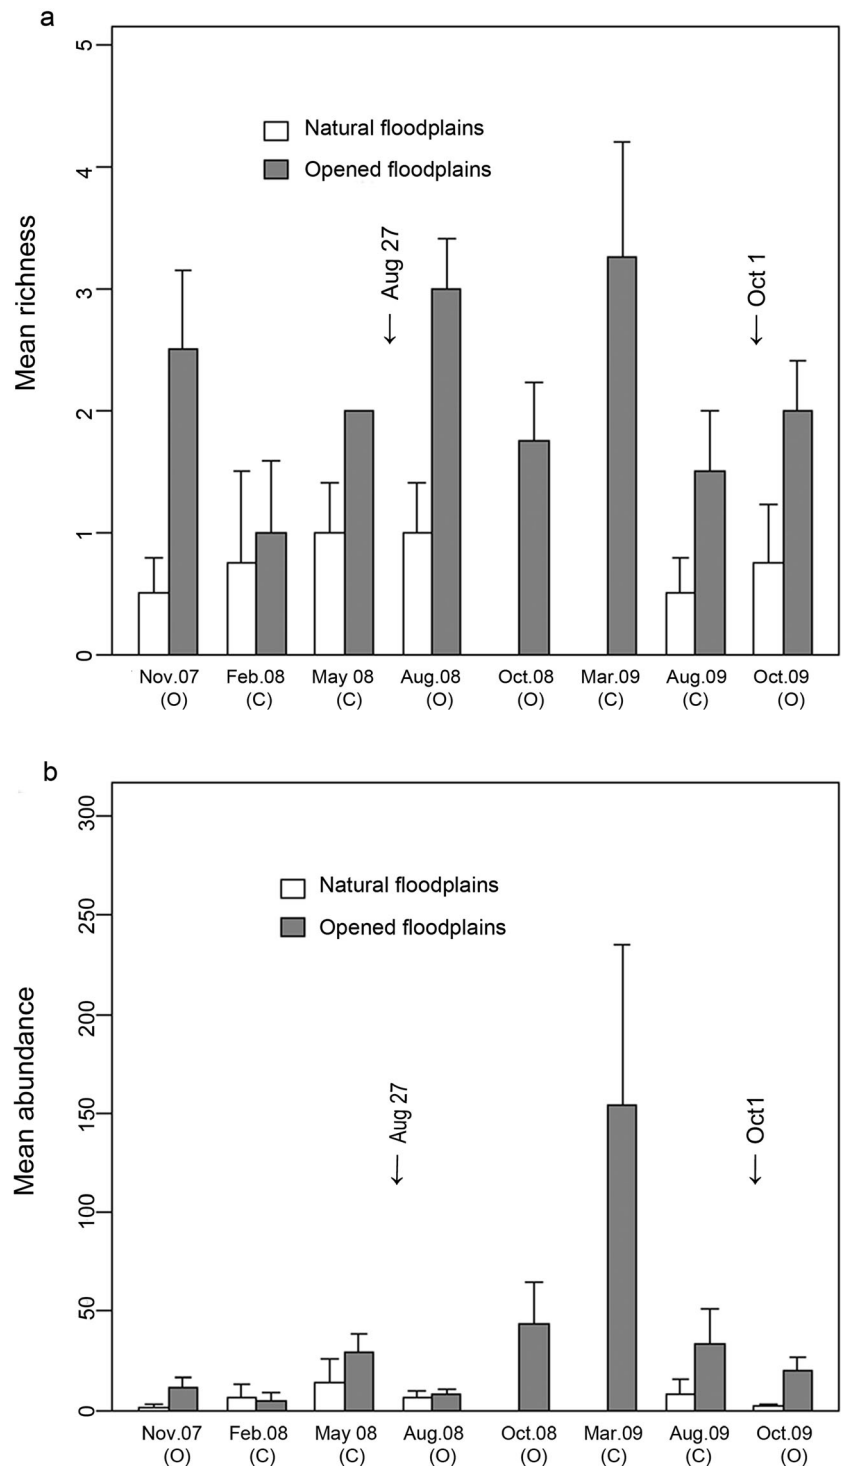 a
5
4
3
2
1
0
Mean richness
Natural floodplains
Opened floodplains
Aug 27
Oct 1
Nov.07 Feb.08 May 08 Aug.08 Oct.08 Mar.09 Aug.09 Oct.09
(O) (C) (C) (O) (O) (C) (C) (O)
b
300
250
200
150
100
50
0
Mean abundance
Natural floodplains
Opened floodplains
Aug 27
Oct1
Nov.07 Feb.08 May 08 Aug.08 Oct.08 Mar.09 Aug.09 Oct.09
(O) (C) (C) (O) (O) (C) (C) (O)